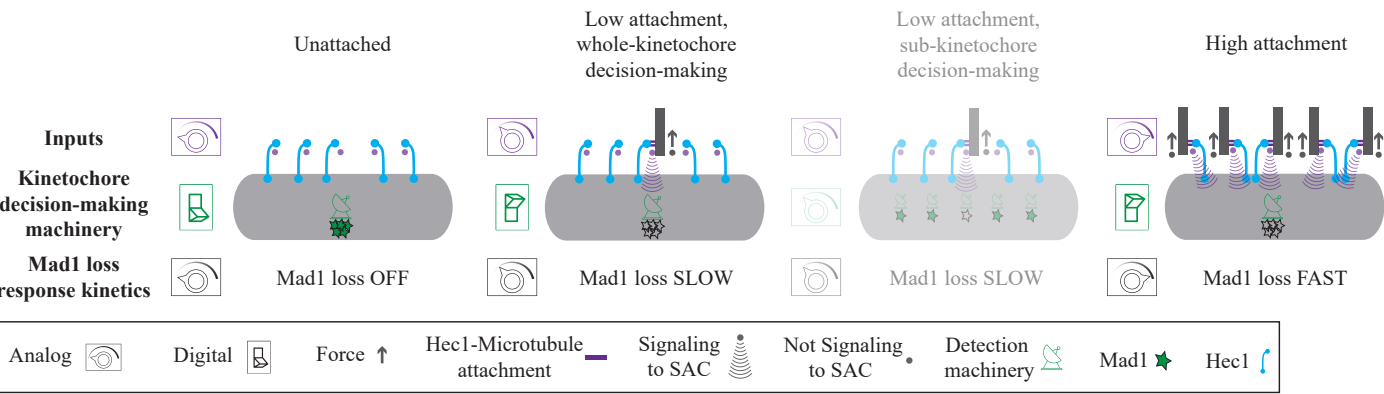 Unattached
Low attachment,
whole-kinetochore
decision-making
Low attachment,
sub-kinetochore
decision-making
High attachment
Inputs
Kinetochore
decision-making
machinery
Mad1 loss
response kinetics
Mad1 loss OFF
Mad1 loss SLOW
Mad1 loss SLOW
Mad1 loss FAST
Analog
Digital
Force
Hec1-Microtubule
attachment
Signaling
to SAC
Not Signaling
to SAC
Detection
machinery
Mad1
Hec1